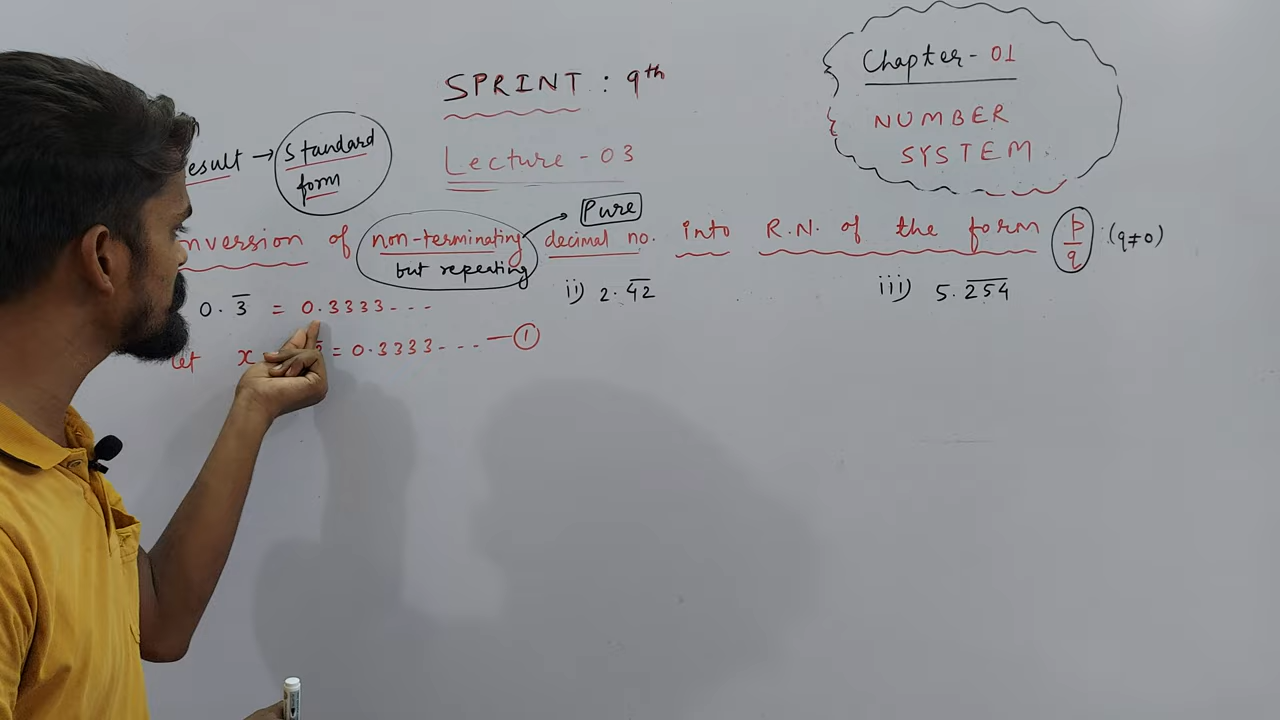 SPRINT : 9th
Chapter - 01
NUMBER
SYSTEM
esult → Standard
form
Lecture - 03
Pure
nversion of non-terminating decimal no. into R.N. of the form p/q (q≠0)
but repeating
0.3̅ = 0.3333--- ii) 2.4̅2̅ iii) 5.2̅5̅4̅
let x = 0.3333--- — ①